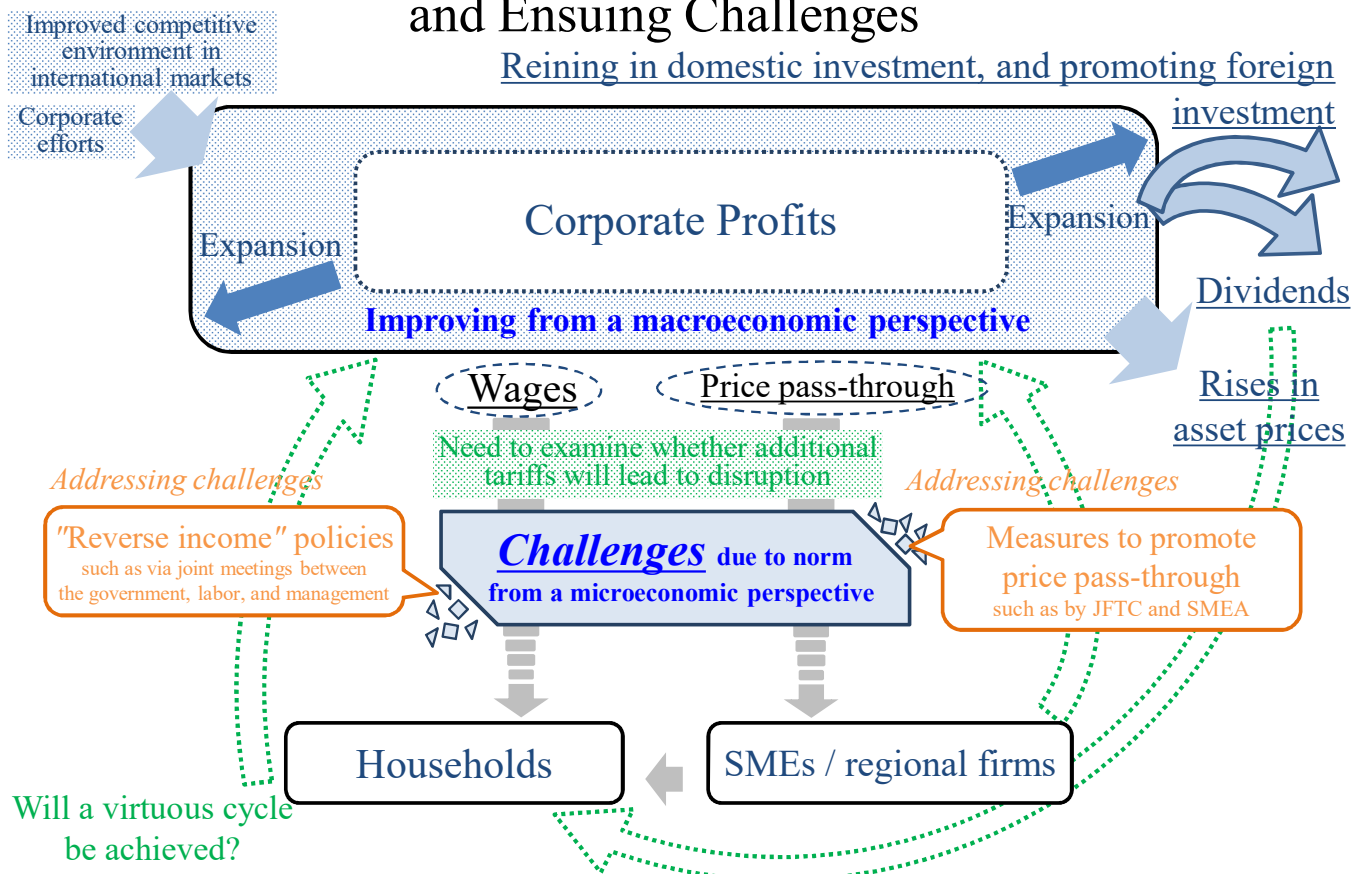 and Ensuing Challenges
Improved competitive
environment in
international markets
Corporate
efforts
Reining in domestic investment, and promoting foreign
investment
Corporate Profits
Expansion
Expansion
Improving from a macroeconomic perspective
Dividends
Rises in
asset prices
Wages
Price pass-through
Need to examine whether additional
tariffs will lead to disruption
Addressing challenges
"Reverse income" policies
such as via joint meetings between
the government, labor, and management
Challenges due to norm
from a microeconomic perspective
Addressing challenges
Measures to promote
price pass-through
such as by JFTC and SMEA
Households
SMEs / regional firms
Will a virtuous cycle
be achieved?